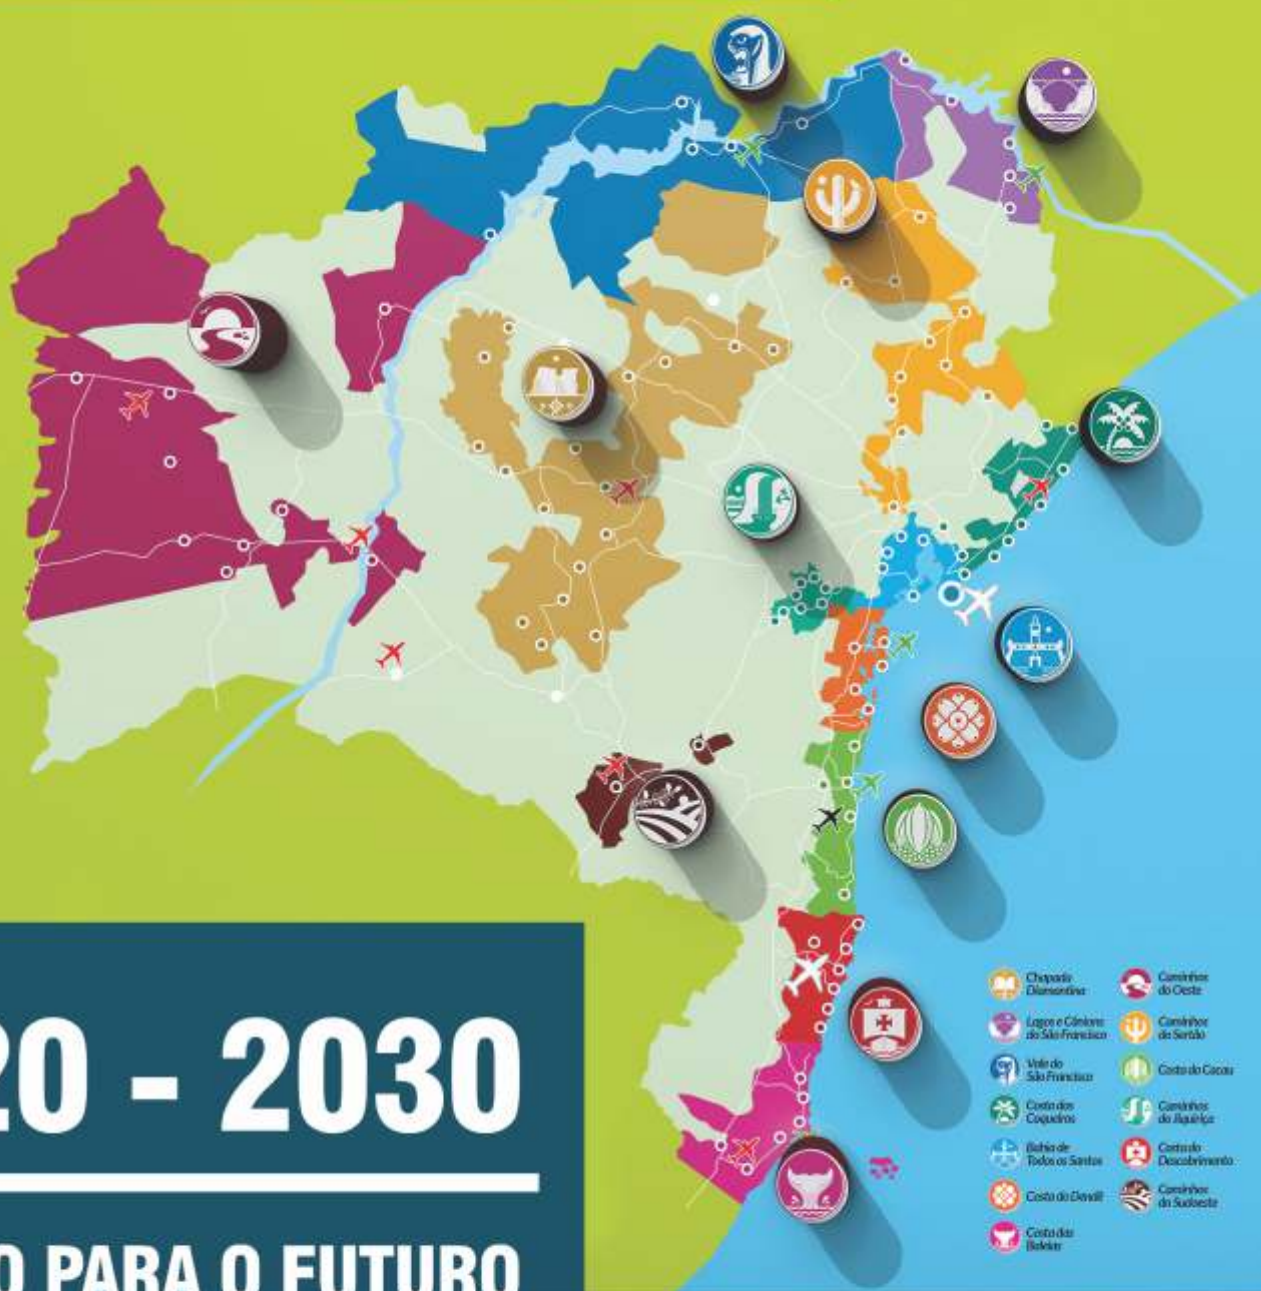 20 - 2030
O PARA O FUTURO
Chapada
Diamantina
Lagos e Cânions
do São Francisco
Vale do
São Francisco
Costa dos
Coqueiros
Bahia de
Todos os Santos
Costa do Dendê
Costa das
Baleias
Caminhos
do Oeste
Caminhos
do Sertão
Costa do Cacau
Caminhos
do Jiquiriça
Costa do
Descobrimento
Caminhos
do Sudoeste